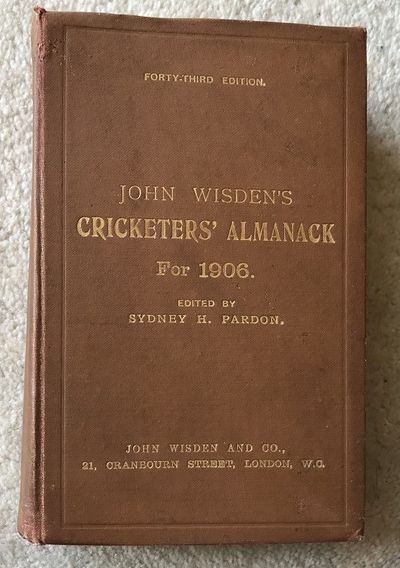 FORTY-THIRD EDITION.
JOHN WISDEN'S
CRICKETERS' ALMANACK
For 1906.
EDITED BY
SYDNEY H. PARDON.
JOHN WISDEN AND CO.,
21, CRANBOURN STREET, LONDON, W.C.